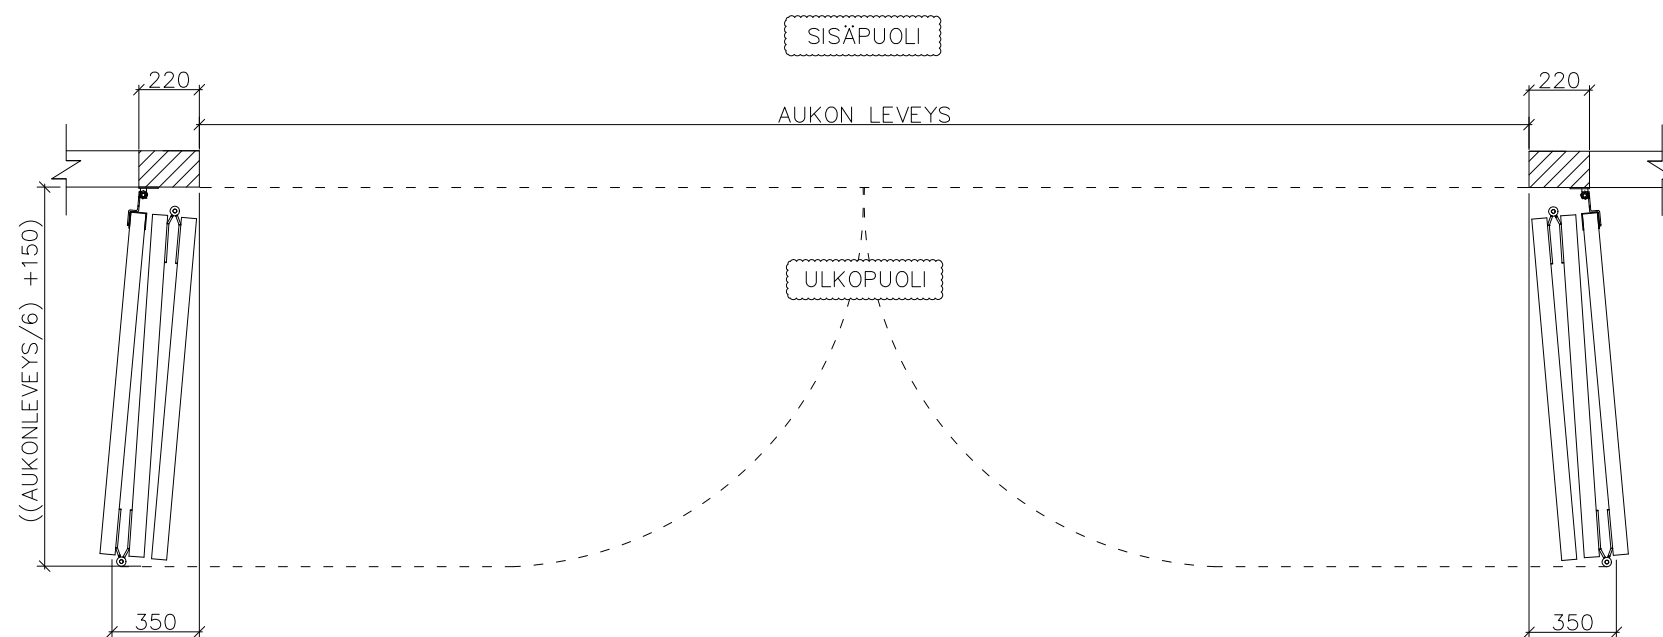 SISÄPUOLI
220
220
AUKON LEVEYS
((AUKONLEVEYS/6) +150)
ULKOPUOLI
350
350